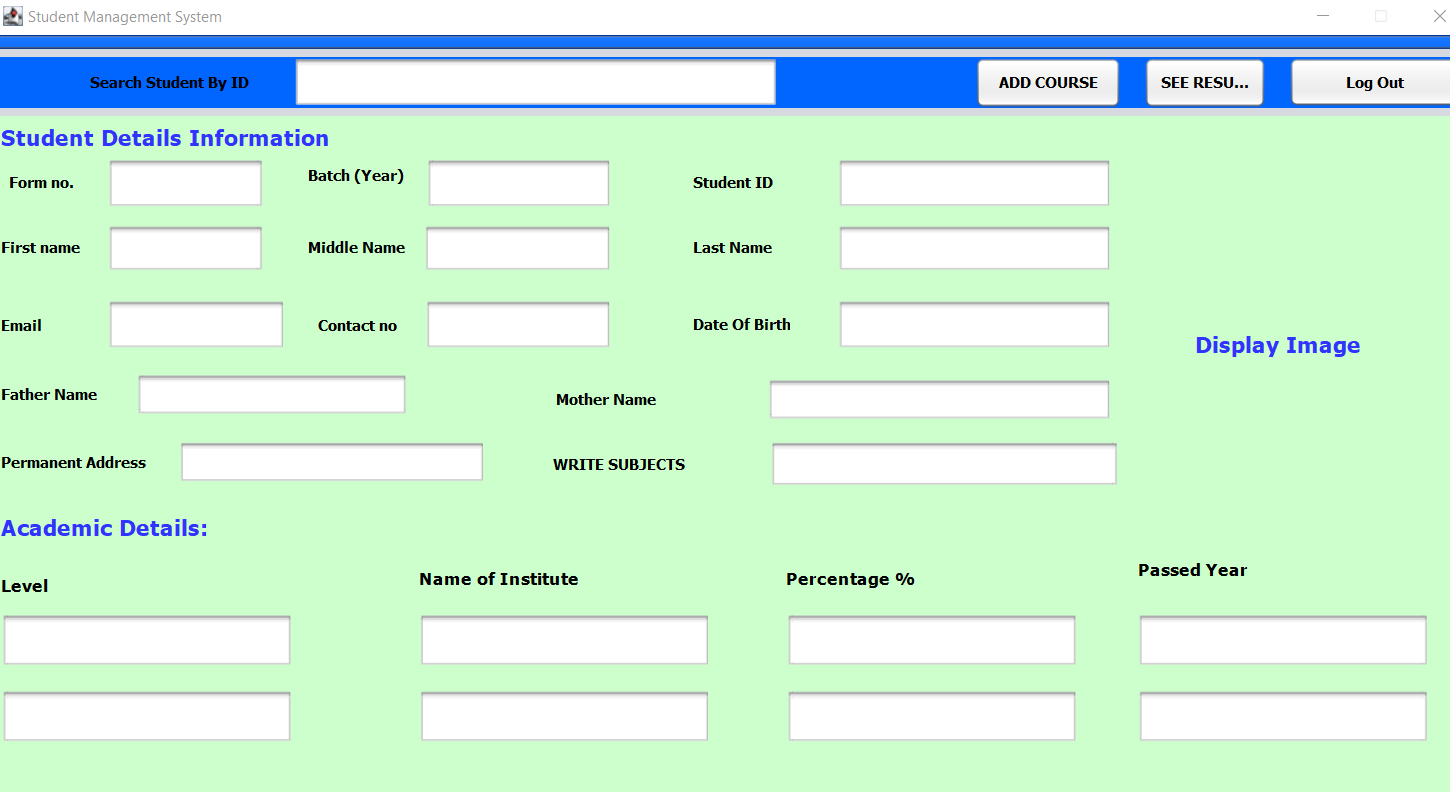 Student Management System
Search Student By ID ADD COURSE SEE RESU... Log Out
Student Details Information
Form no. Batch (Year) Student ID
First name Middle Name Last Name
Email Contact no Date Of Birth
Display Image
Father Name Mother Name
Permanent Address WRITE SUBJECTS
Academic Details:
Level Name of Institute Percentage % Passed Year